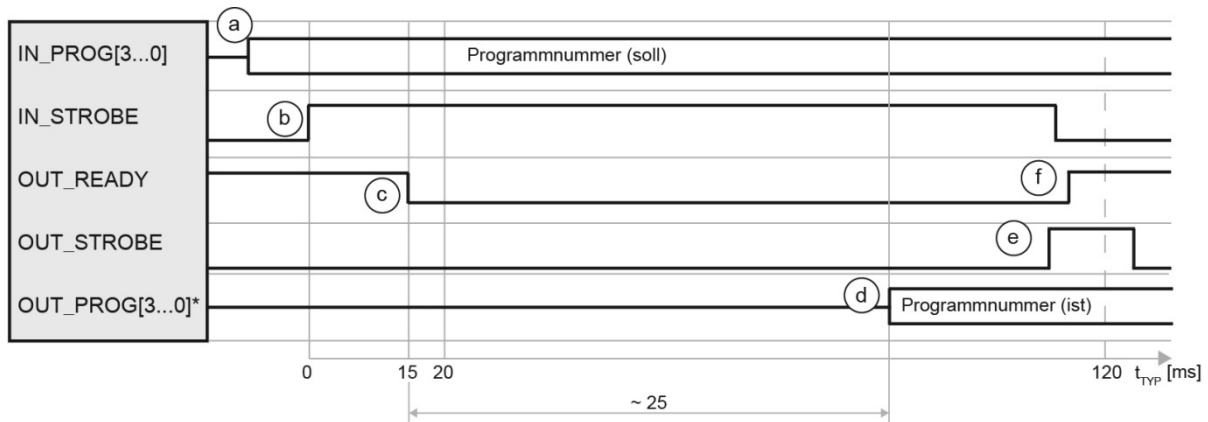 a
IN_PROG[3...0]
Programmnummer (soll)
IN_STROBE
b
OUT_READY
c
f
OUT_STROBE
e
OUT_PROG[3...0]*
d
Programmnummer (ist)
0 15 20 120 tTYP [ms]
~ 25